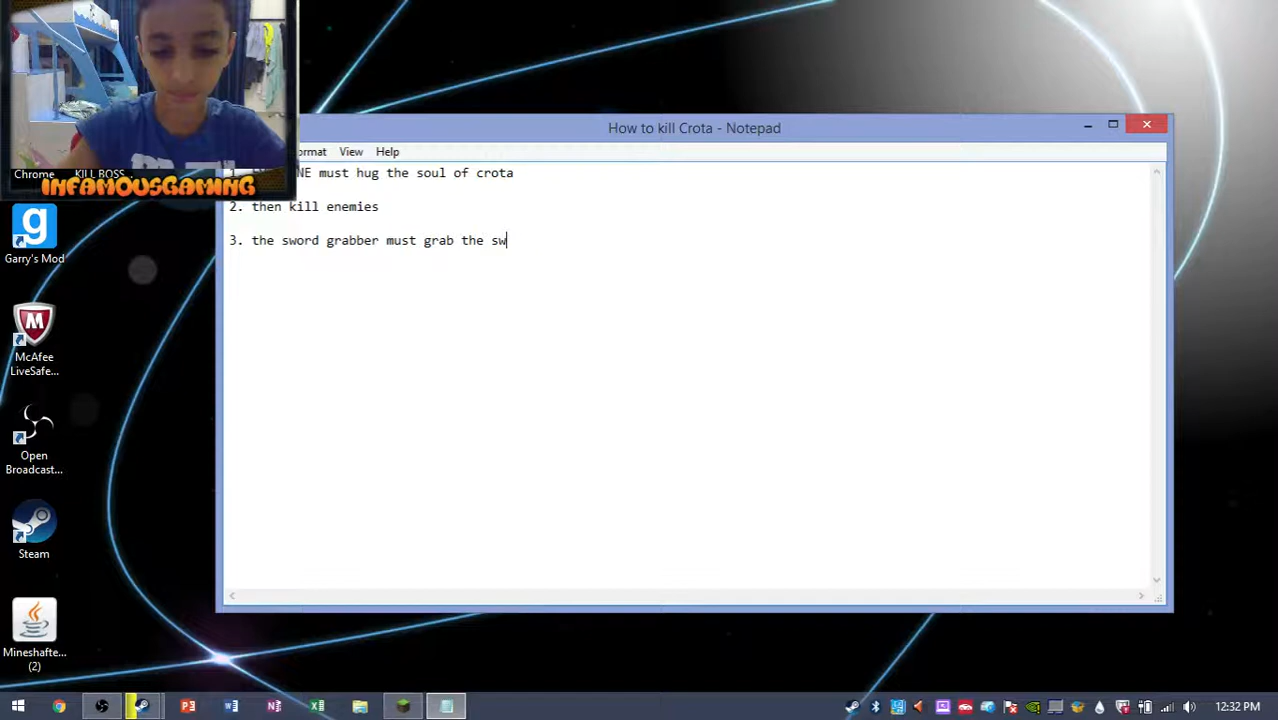 How to kill Crota - Notepad
ormat View Help
NE must hug the soul of crota
2. then kill enemies
3. the sword grabber must grab the sw
Chrome KILL BOSS
INFAMOUSGAMING
Garry's Mod
McAfee
LiveSafe...
Open
Broadcast...
Steam
Mineshafte...
(2)
12:32 PM